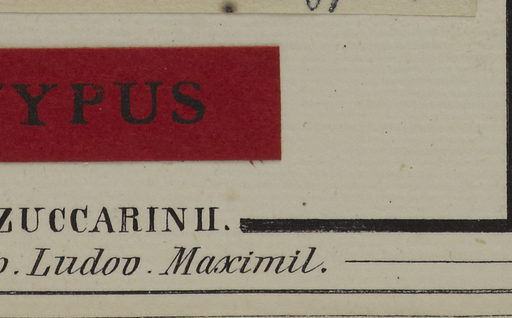 YPUS
ZUCCARINII.
p. Ludov. Maximil.